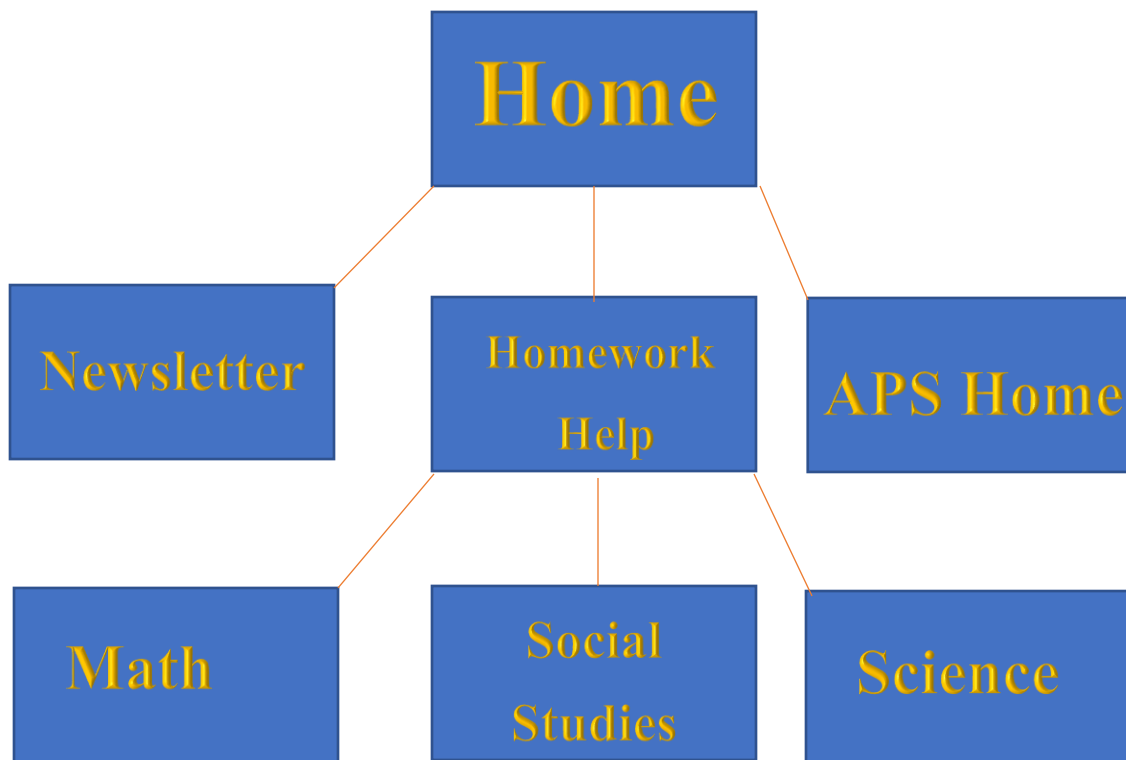 Home
Newsletter
Homework
Help
APS Home
Math
Social
Studies
Science